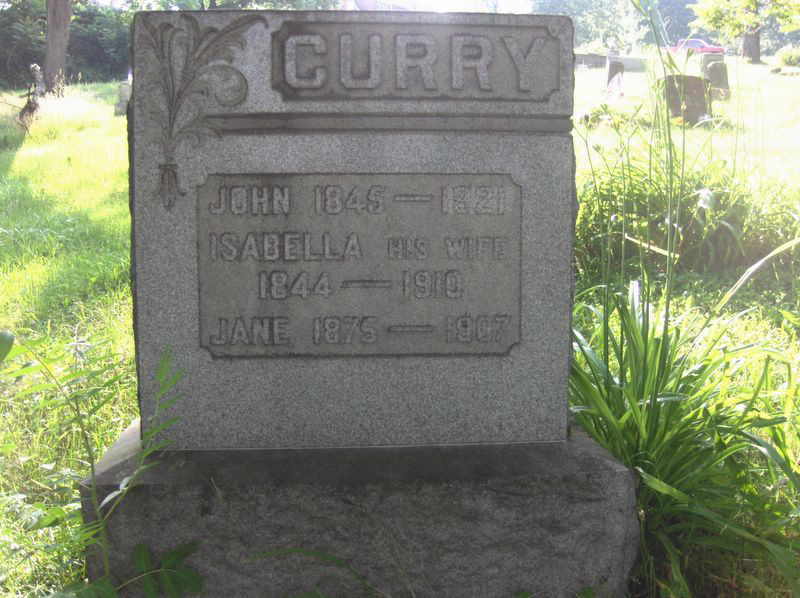 CURRY
JOHN 1845 — 1921
ISABELLA HIS WIFE
1844 — 1910
JANE 1875 — 1907